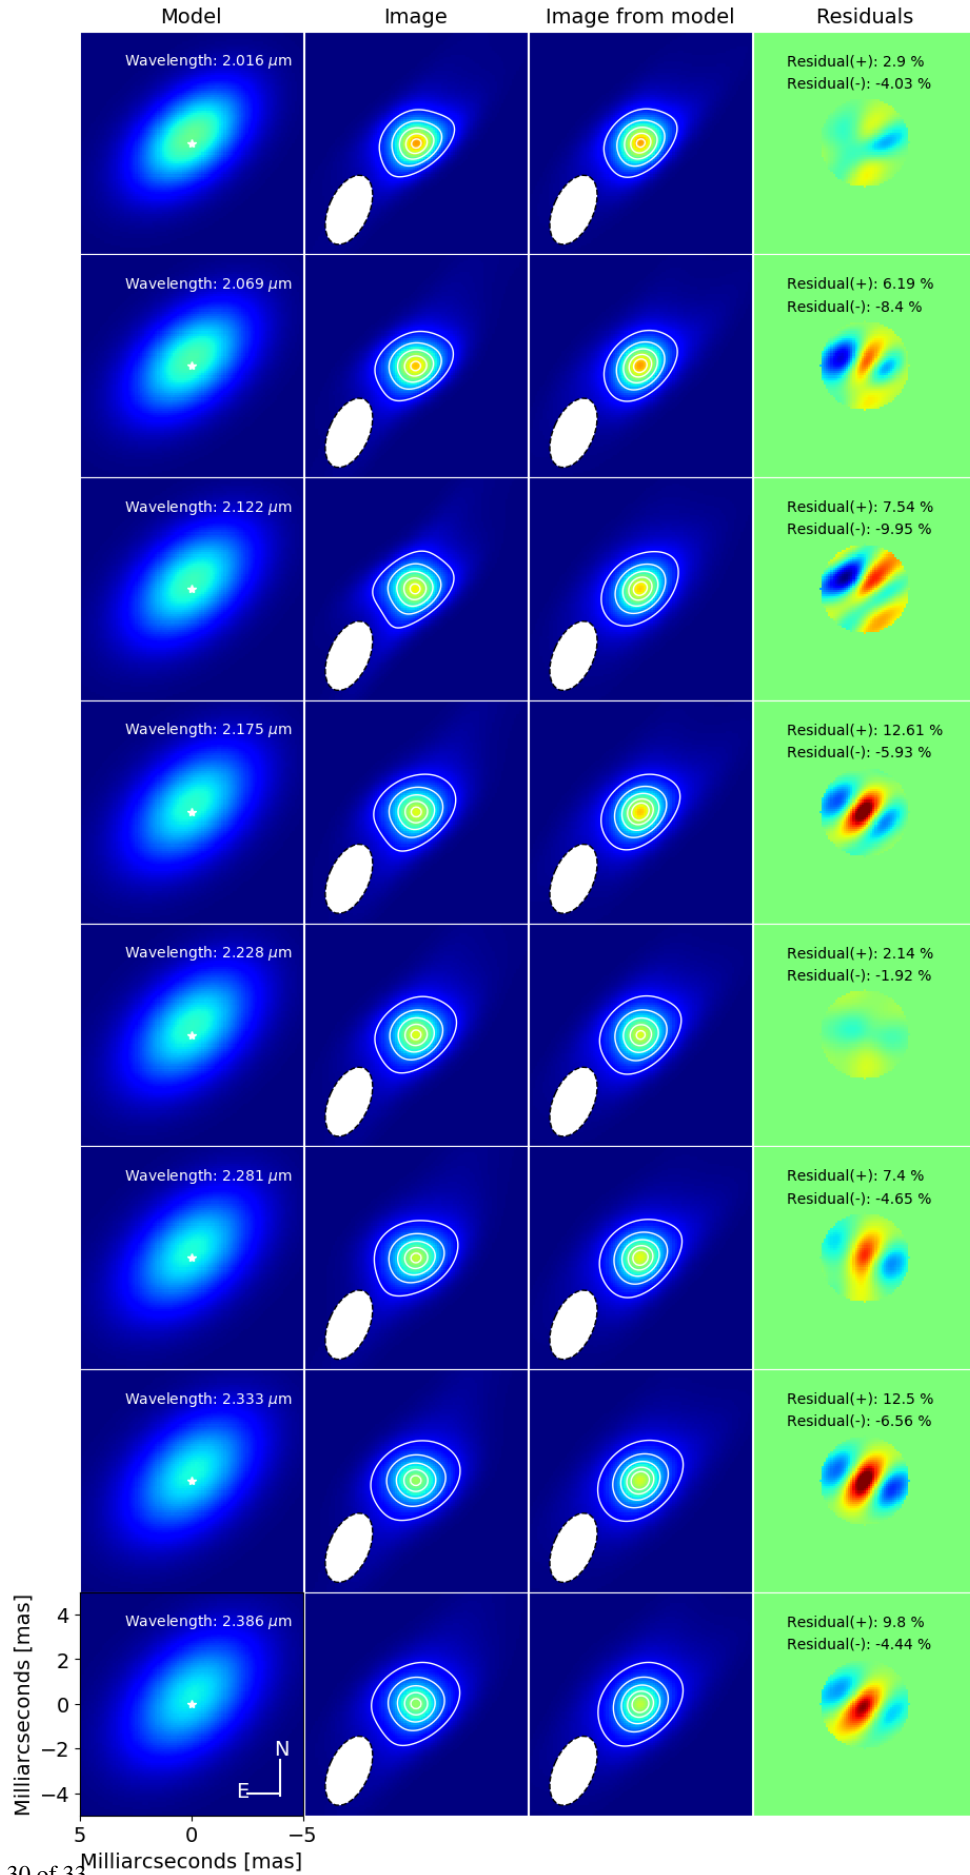 Model Image Image from model Residuals
Wavelength: 2.016 μm
Residual(+): 2.9 %
Residual(-): -4.03 %
Wavelength: 2.069 μm
Residual(+): 6.19 %
Residual(-): -8.4 %
Wavelength: 2.122 μm
Residual(+): 7.54 %
Residual(-): -9.95 %
Wavelength: 2.175 μm
Residual(+): 12.61 %
Residual(-): -5.93 %
Wavelength: 2.228 μm
Residual(+): 2.14 %
Residual(-): -1.92 %
Wavelength: 2.281 μm
Residual(+): 7.4 %
Residual(-): -4.65 %
Wavelength: 2.333 μm
Residual(+): 12.5 %
Residual(-): -6.56 %
Wavelength: 2.386 μm
Residual(+): 9.8 %
Residual(-): -4.44 %
Milliarcseconds [mas]
4
2
0
−2
−4
N
E
5 0 −5
Milliarcseconds [mas]
30 of 33